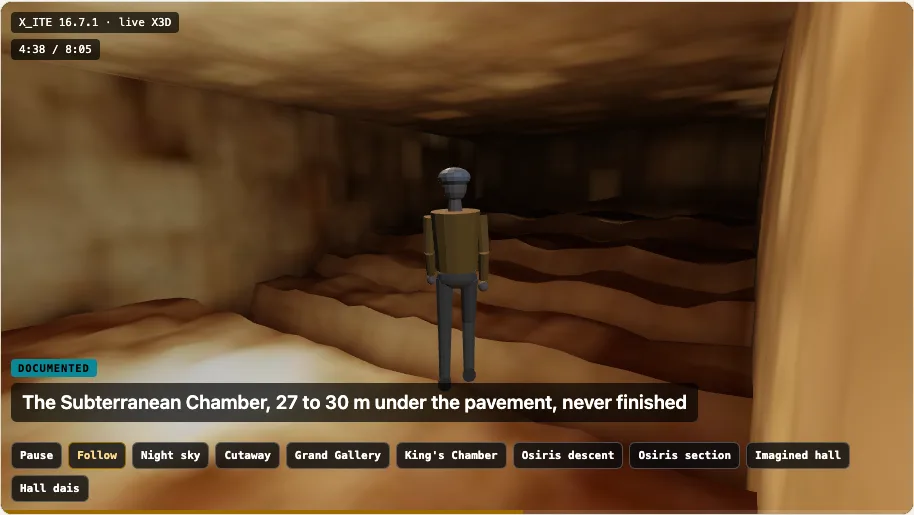 X_ITE 16.7.1 · live X3D
4:38 / 8:05
DOCUMENTED
The Subterranean Chamber, 27 to 30 m under the pavement, never finished
Pause Follow Night sky Cutaway Grand Gallery King's Chamber Osiris descent Osiris section Imagined hall
Hall dais